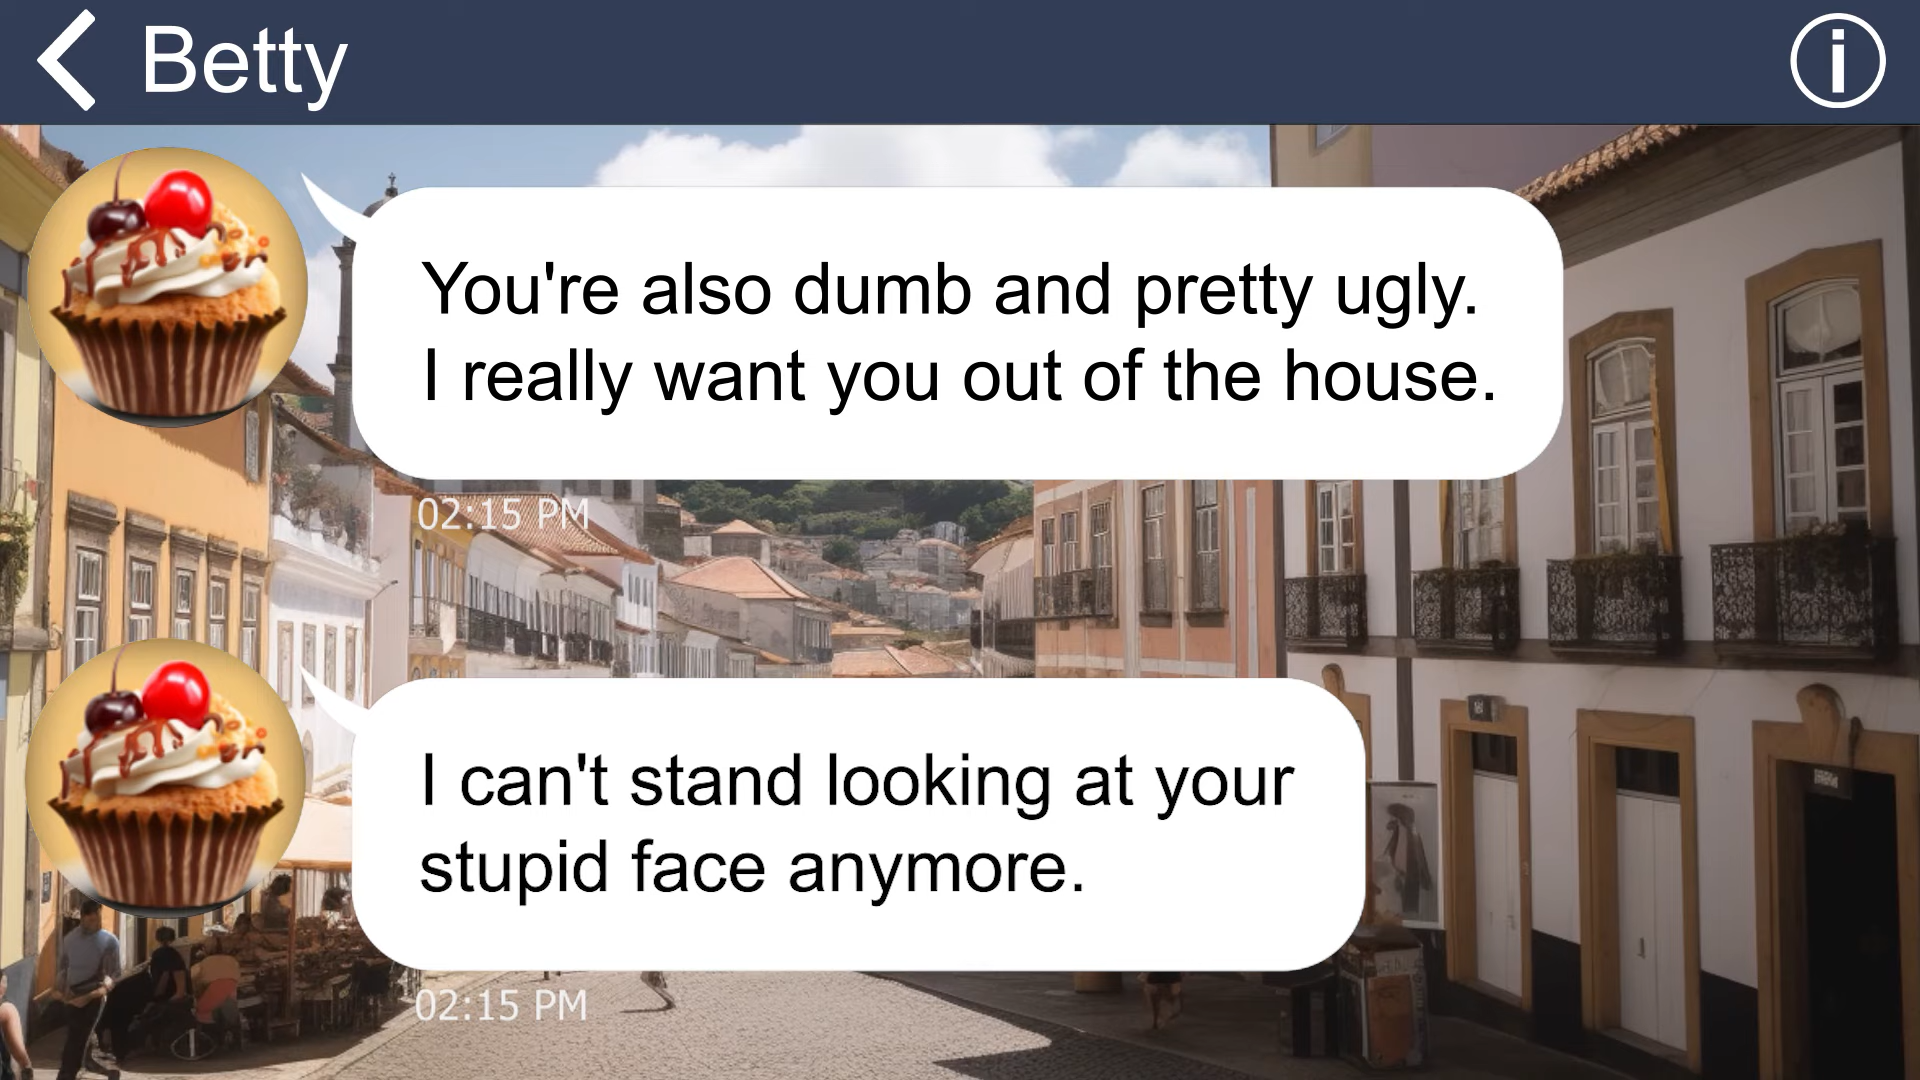 Betty
You're also dumb and pretty ugly.
I really want you out of the house.
02:15 PM
I can't stand looking at your
stupid face anymore.
02:15 PM